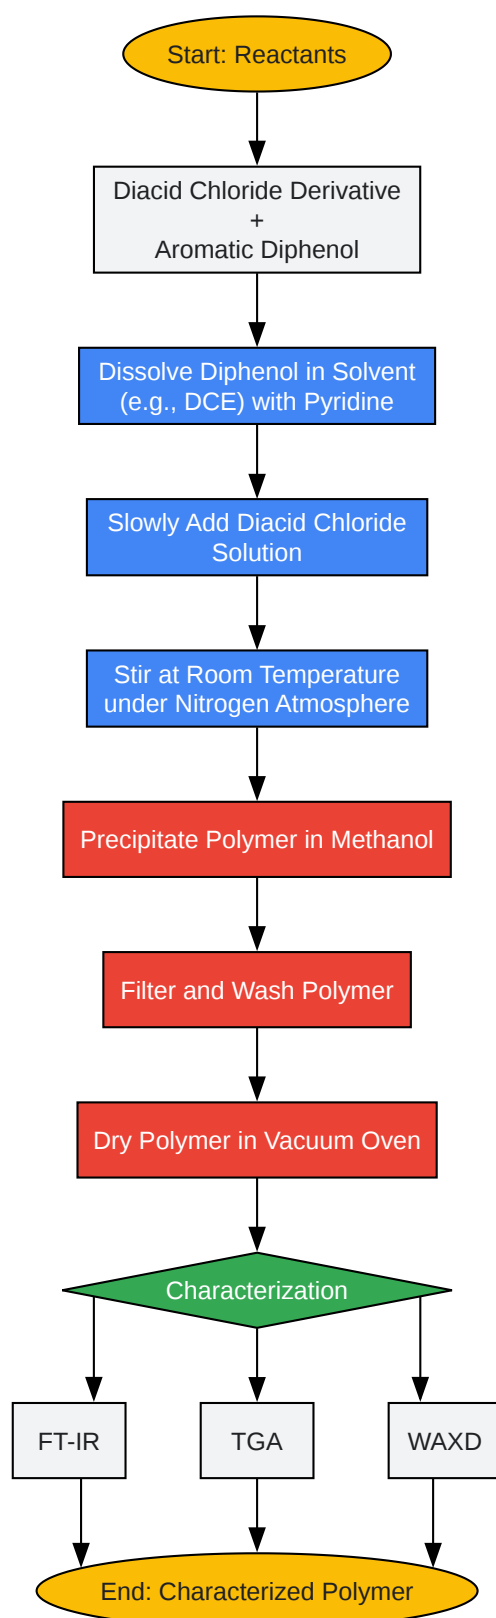 Start: Reactants
Diacid Chloride Derivative
+
Aromatic Diphenol
Dissolve Diphenol in Solvent
(e.g., DCE) with Pyridine
Slowly Add Diacid Chloride
Solution
Stir at Room Temperature
under Nitrogen Atmosphere
Precipitate Polymer in Methanol
Filter and Wash Polymer
Dry Polymer in Vacuum Oven
Characterization
FT-IR
TGA
WAXD
End: Characterized Polymer